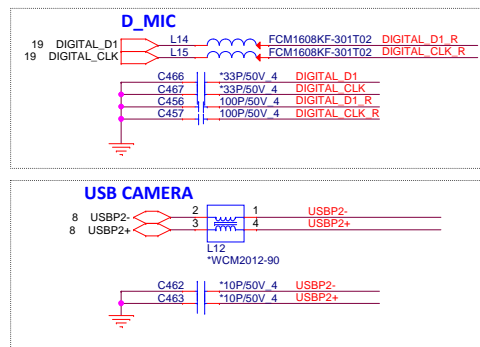 D_MIC
19 DIGITAL_D1 L14 FCM1608KF-301T02 DIGITAL_D1_R
19 DIGITAL_CLK L15 FCM1608KF-301T02 DIGITAL_CLK_R
C466 *33P/50V_4 DIGITAL_D1
C467 *33P/50V_4 DIGITAL_CLK
C456 100P/50V_4 DIGITAL_D1_R
C457 100P/50V_4 DIGITAL_CLK_R
USB CAMERA
8 USBP2- 2 1 USBP2-
8 USBP2+ 3 4 USBP2+
L12
*WCM2012-90
C462 *10P/50V_4 USBP2-
C463 *10P/50V_4 USBP2+